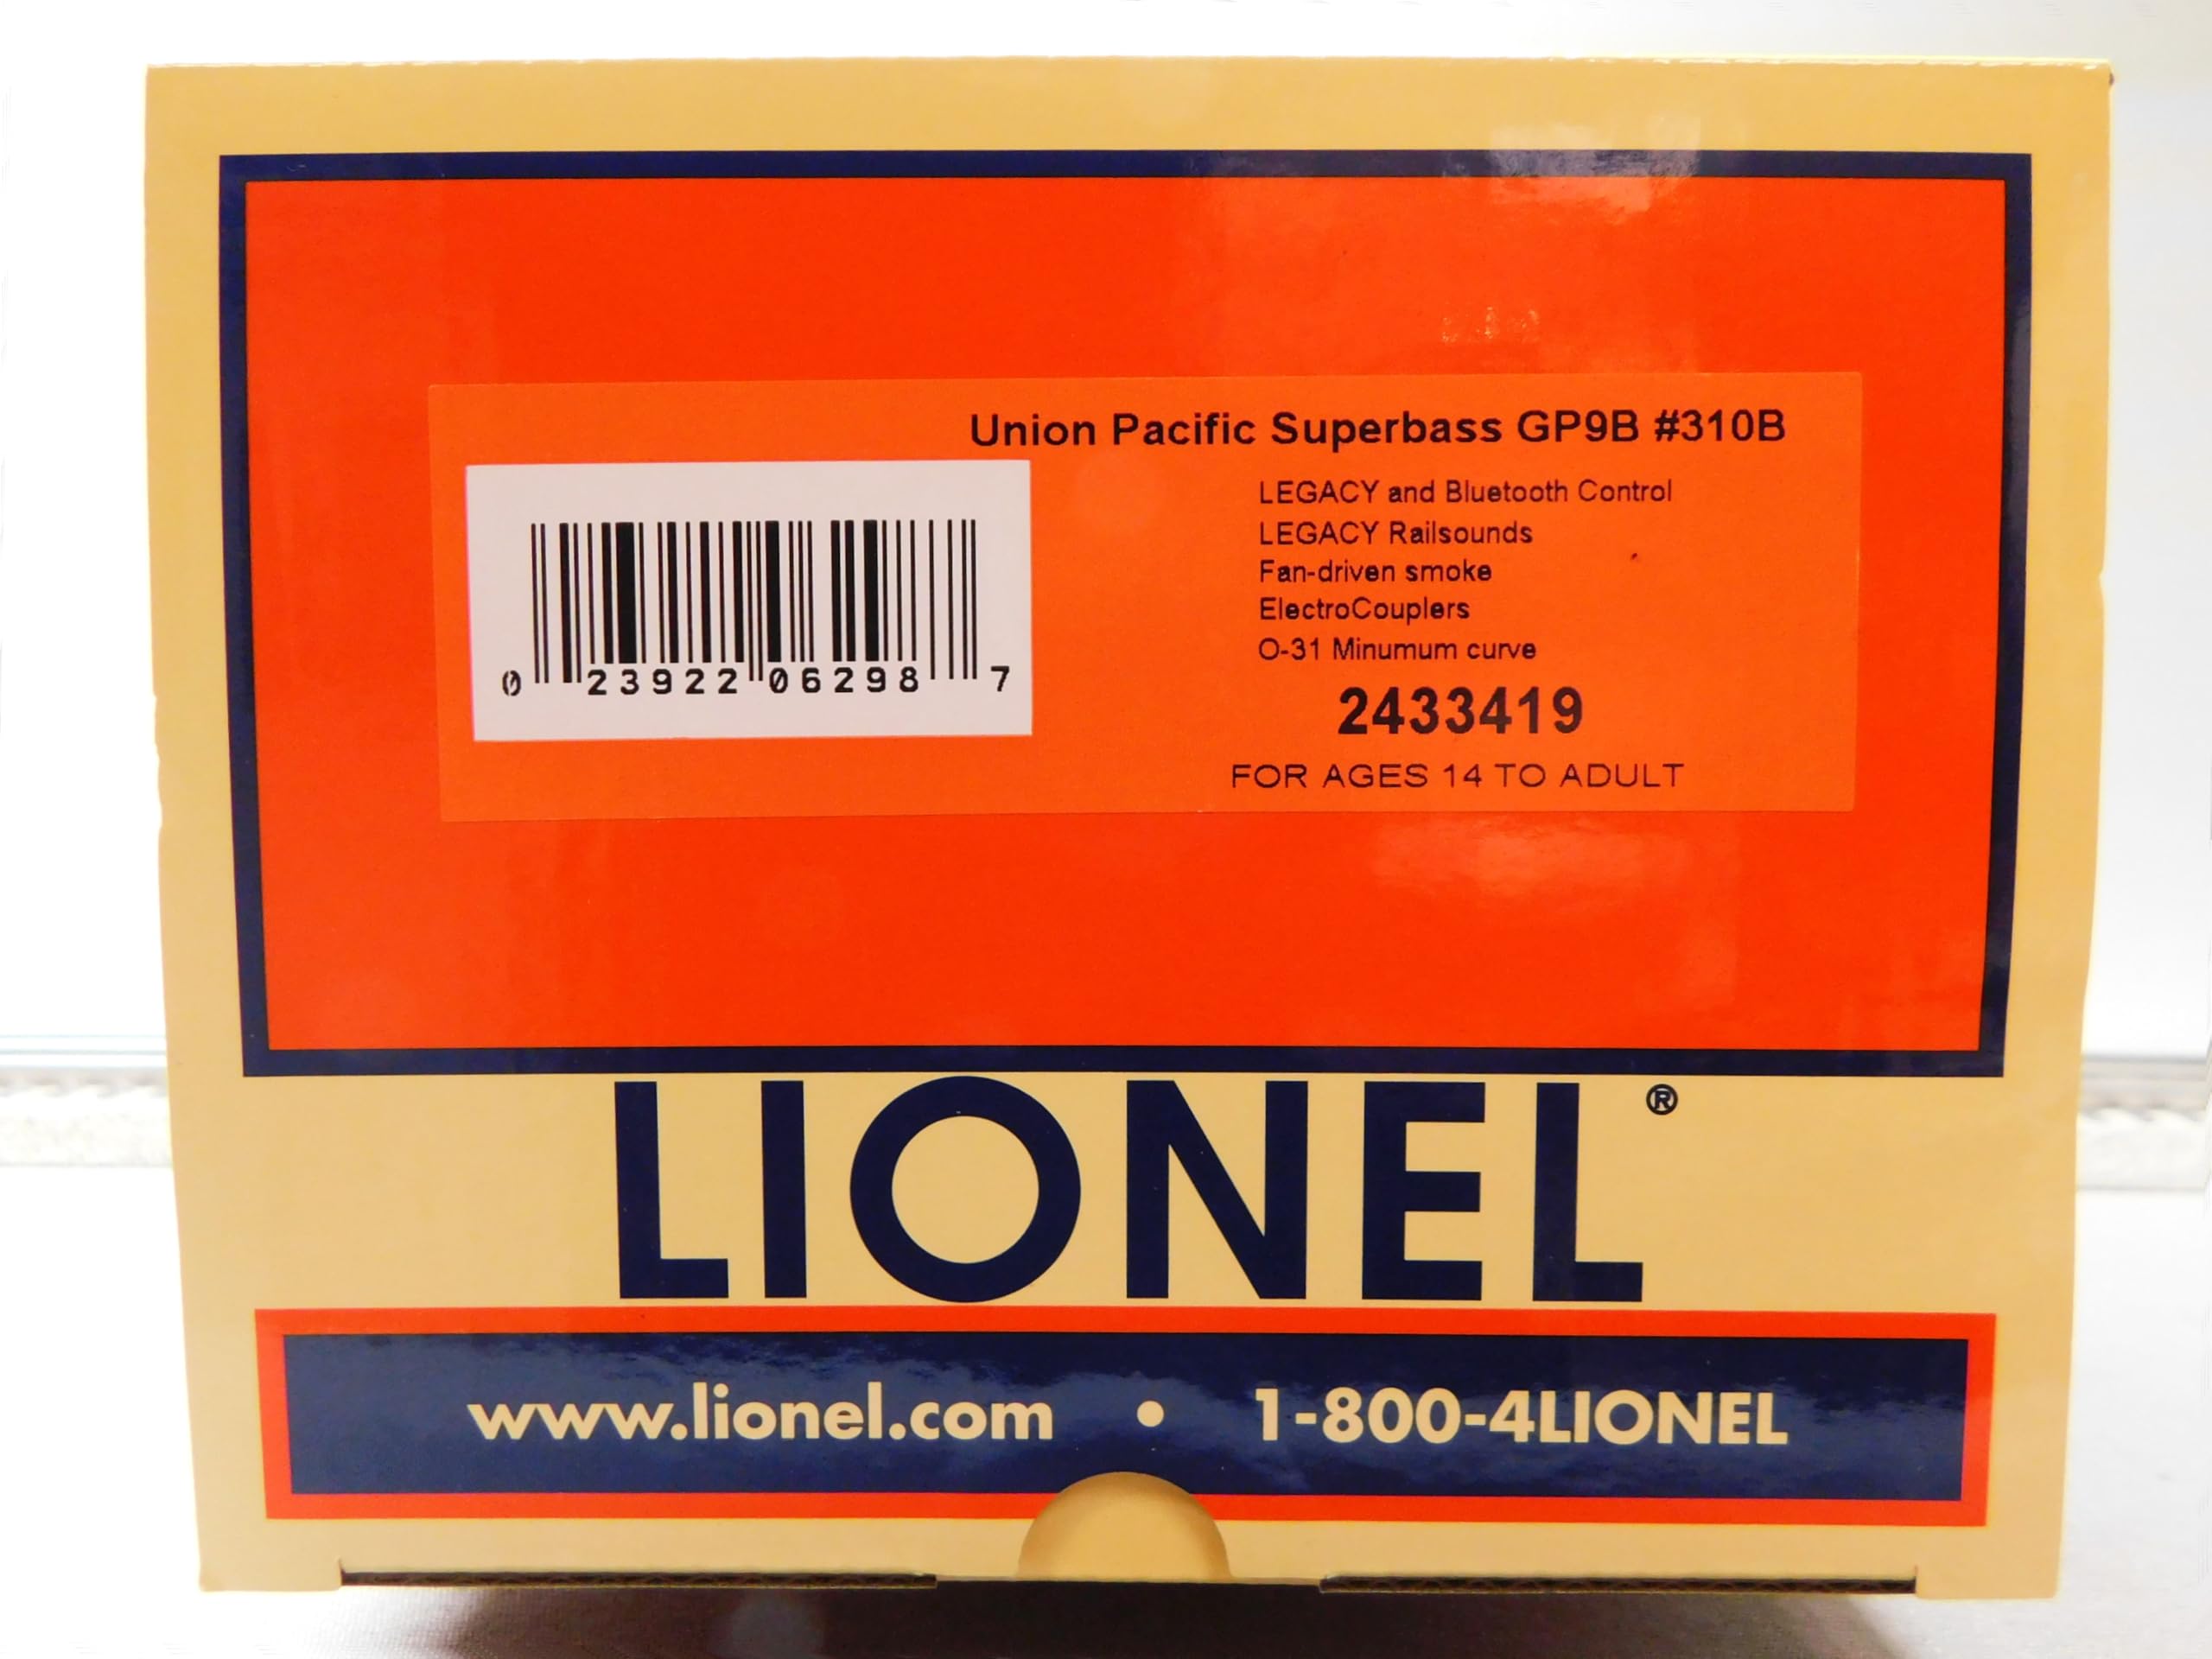 Union Pacific Superbass GP9B #310B
LEGACY and Bluetooth Control
LEGACY Railsounds
Fan-driven smoke
ElectroCouplers
O-31 Minumum curve
0 23922 06298 7
2433419
FOR AGES 14 TO ADULT
LIONEL®
www.lionel.com • 1-800-4LIONEL